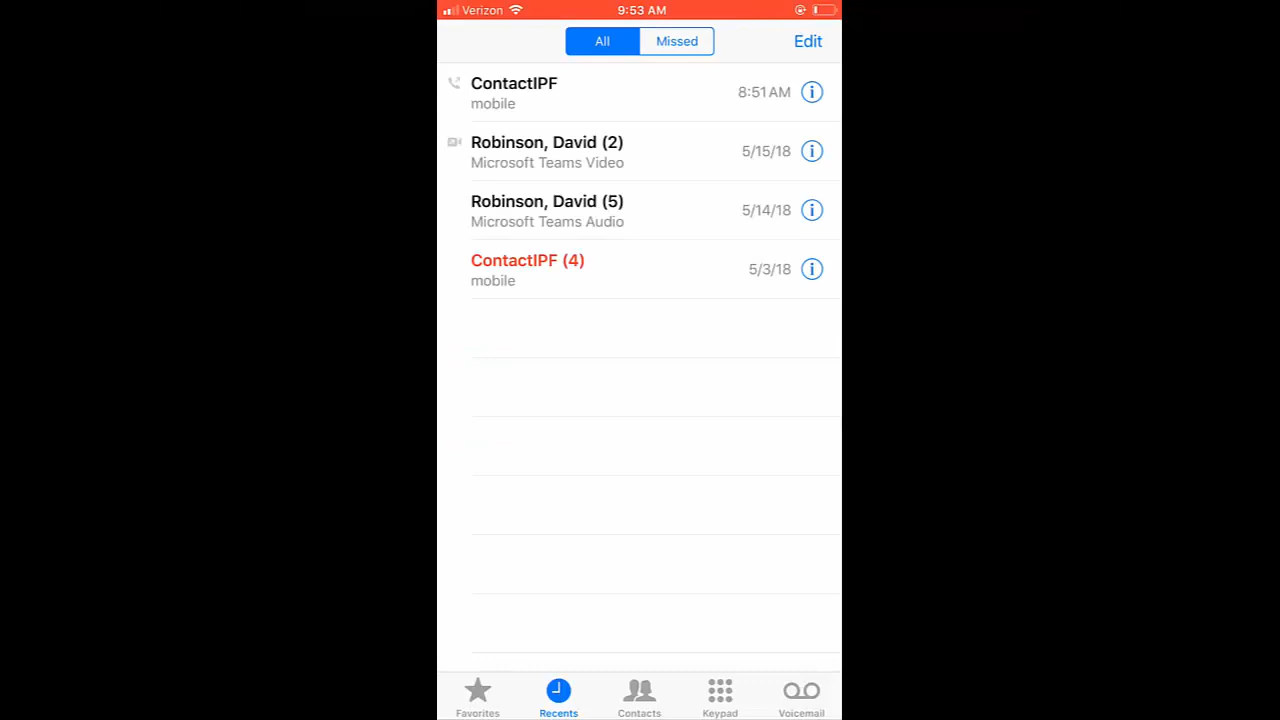 Verizon 9:53 AM
All Missed Edit
ContactIPF
mobile
8:51 AM
Robinson, David (2)
Microsoft Teams Video
5/15/18
Robinson, David (5)
Microsoft Teams Audio
5/14/18
ContactIPF (4)
mobile
5/3/18
Favorites Recents Contacts Keypad Voicemail